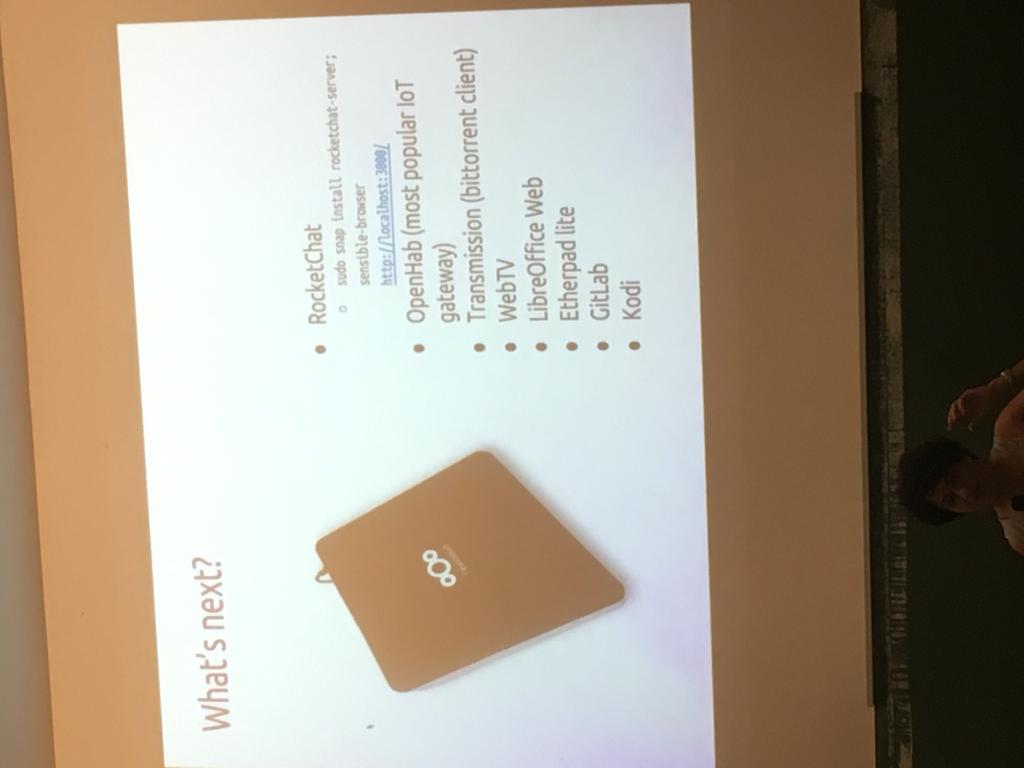 What's next?
● RocketChat
○ sudo snap install rocketchat-server;
sensible-browser
http://localhost:3000/
● OpenHab (most popular IoT
gateway)
● Transmission (bittorrent client)
● WebTV
● LibreOffice Web
● Etherpad lite
● GitLab
● Kodi